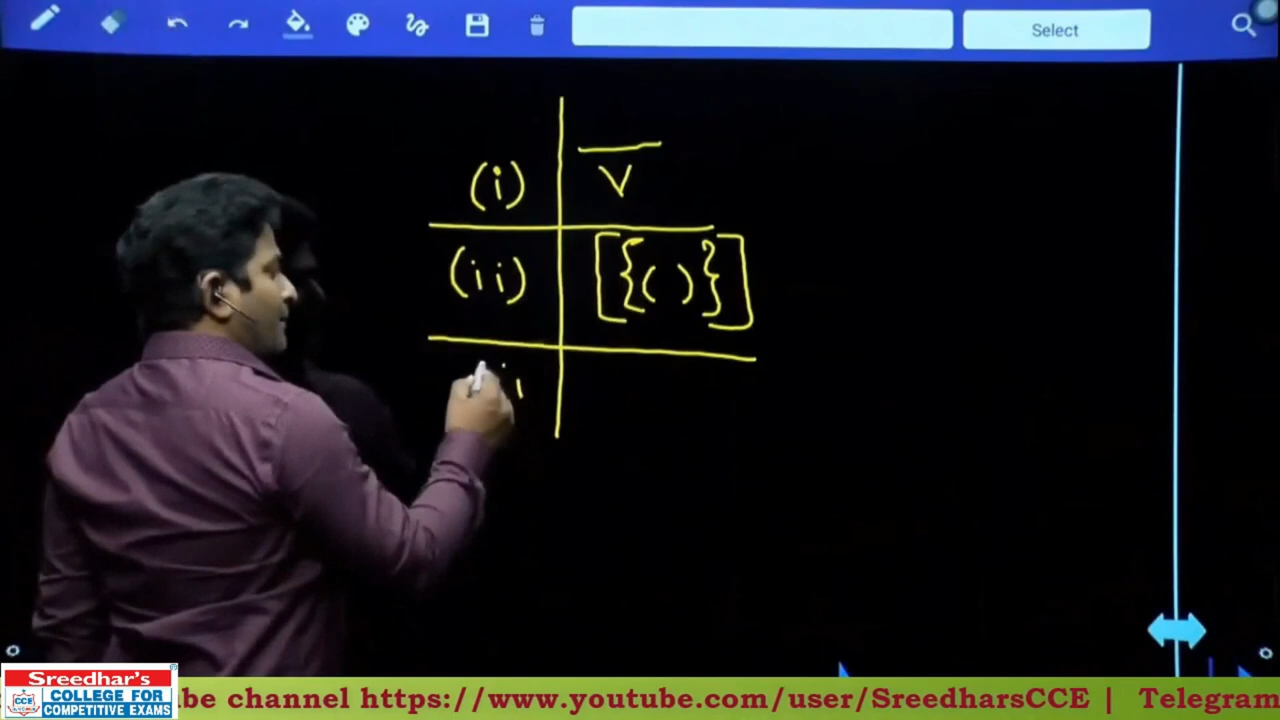 Select
(i) V
(ii) [{( )}]
Sreedhar's
CCE
COLLEGE FOR
COMPETITIVE EXAMS
be channel https://www.youtube.com/user/SreedharsCCE | Telegram